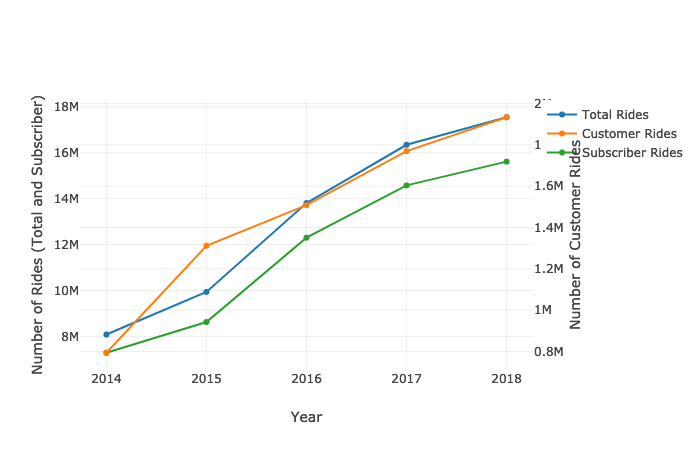 18M
16M
14M
12M
10M
8M
Number of Rides (Total and Subscriber)
2014
2015
2016
2017
2018
Year
1
1.6M
1.4M
1.2M
1M
0.8M
Number of Customer Rides
Total Rides
Customer Rides
Subscriber Rides